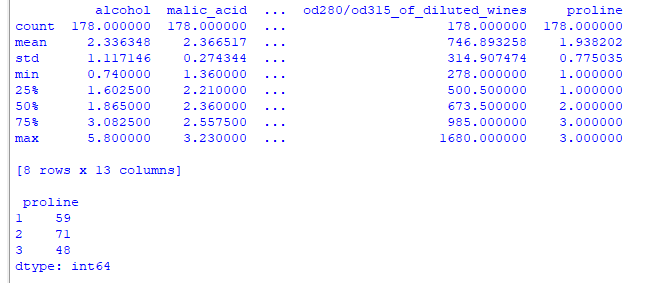 alcohol  malic_acid  ...  od280/od315_of_diluted_wines     proline
count  178.000000  178.000000  ...                    178.000000  178.000000
mean     2.336348    2.366517  ...                    746.893258    1.938202
std      1.117146    0.274344  ...                    314.907474    0.775035
min      0.740000    1.360000  ...                    278.000000    1.000000
25%      1.602500    2.210000  ...                    500.500000    1.000000
50%      1.865000    2.360000  ...                    673.500000    2.000000
75%      3.082500    2.557500  ...                    985.000000    3.000000
max      5.800000    3.230000  ...                   1680.000000    3.000000
[8 rows x 13 columns]
proline
1    59
2    71
3    48
dtype: int64